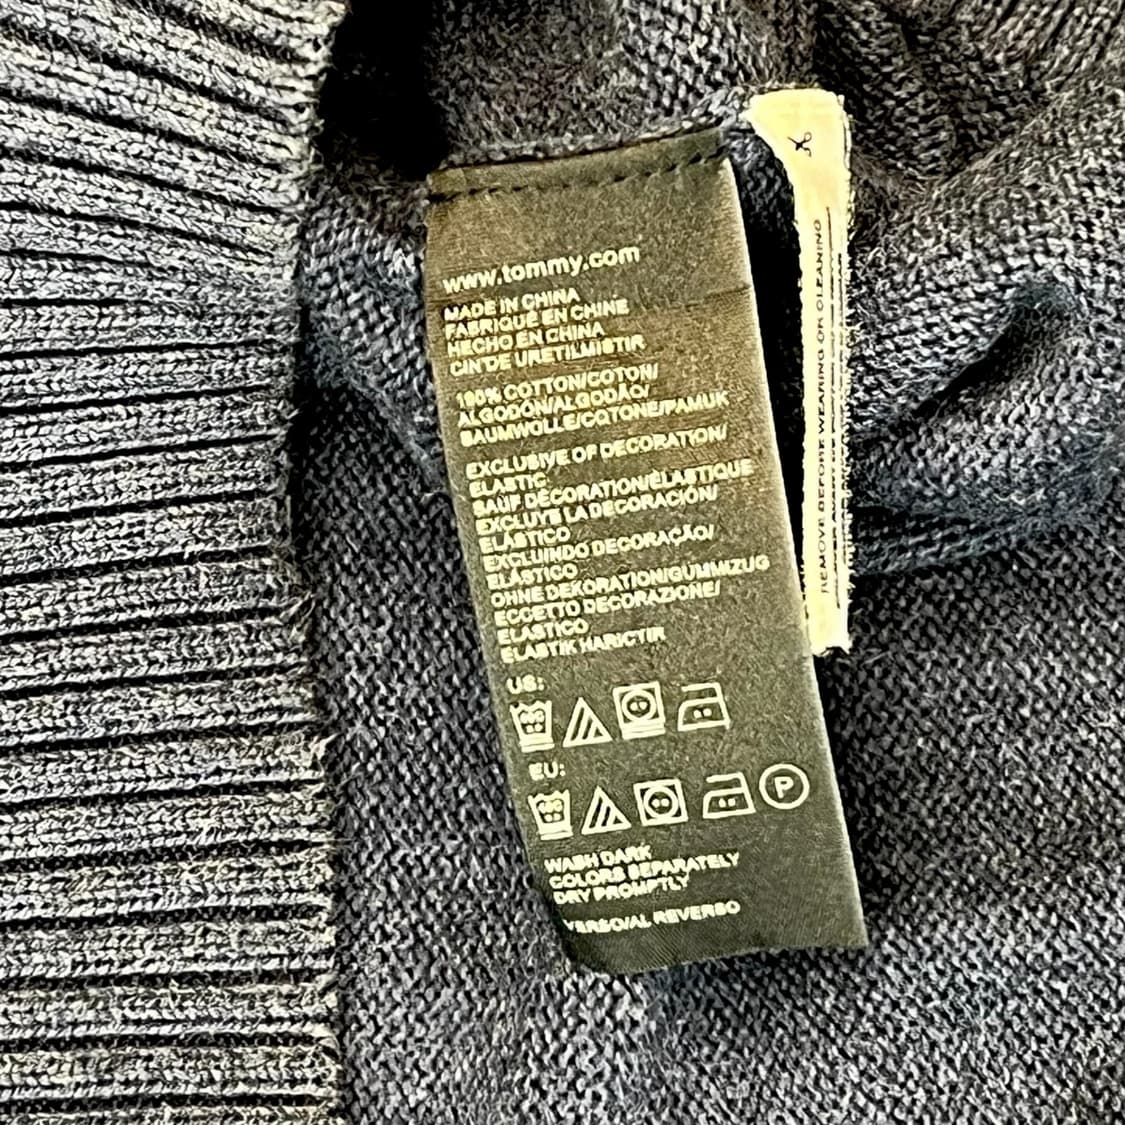 www.tommy.com
MADE IN CHINA
FABRIQUÉ EN CHINE
HECHO EN CHINA
CIN'DE URETILMISTIR
100% COTTON/COTON/
ALGODÓN/ALGODÃO/
BAUMWOLLE/COTONE/PAMUK
EXCLUSIVE OF DECORATION/
ELASTIC
SAUF DÉCORATION/ÉLASTIQUE
EXCLUYE LA DECORACIÓN/
ELÁSTICO
EXCLUINDO DECORAÇÃO/
ELÁSTICO
OHNE DEKORATION/GUMMIZUG
ECCETTO DECORAZIONE/
ELASTICO
ELASTIK HARICTIR
US:
EU:
P
WASH DARK
COLORS SEPARATELY
DRY PROMPTLY
VERSO/AL REVERSO
REMOVE BEFORE WEARING OR CLEANING